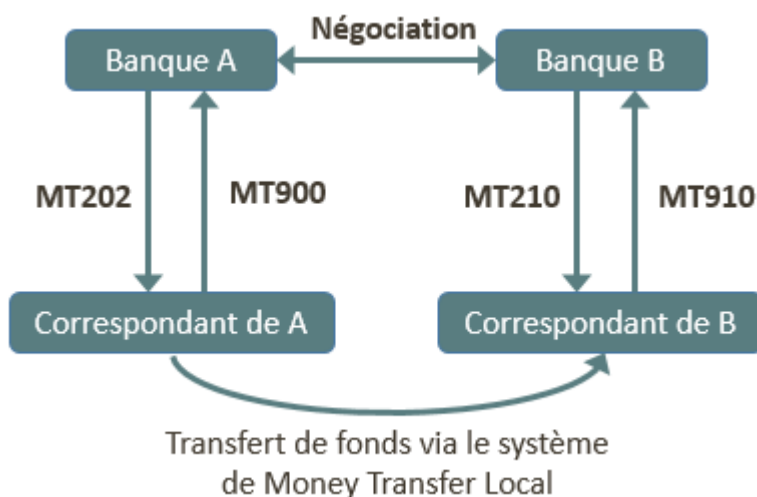 Négociation
Banque A
Banque B
MT202
MT900
MT210
MT910
Correspondant de A
Correspondant de B
Transfert de fonds via le système
de Money Transfer Local